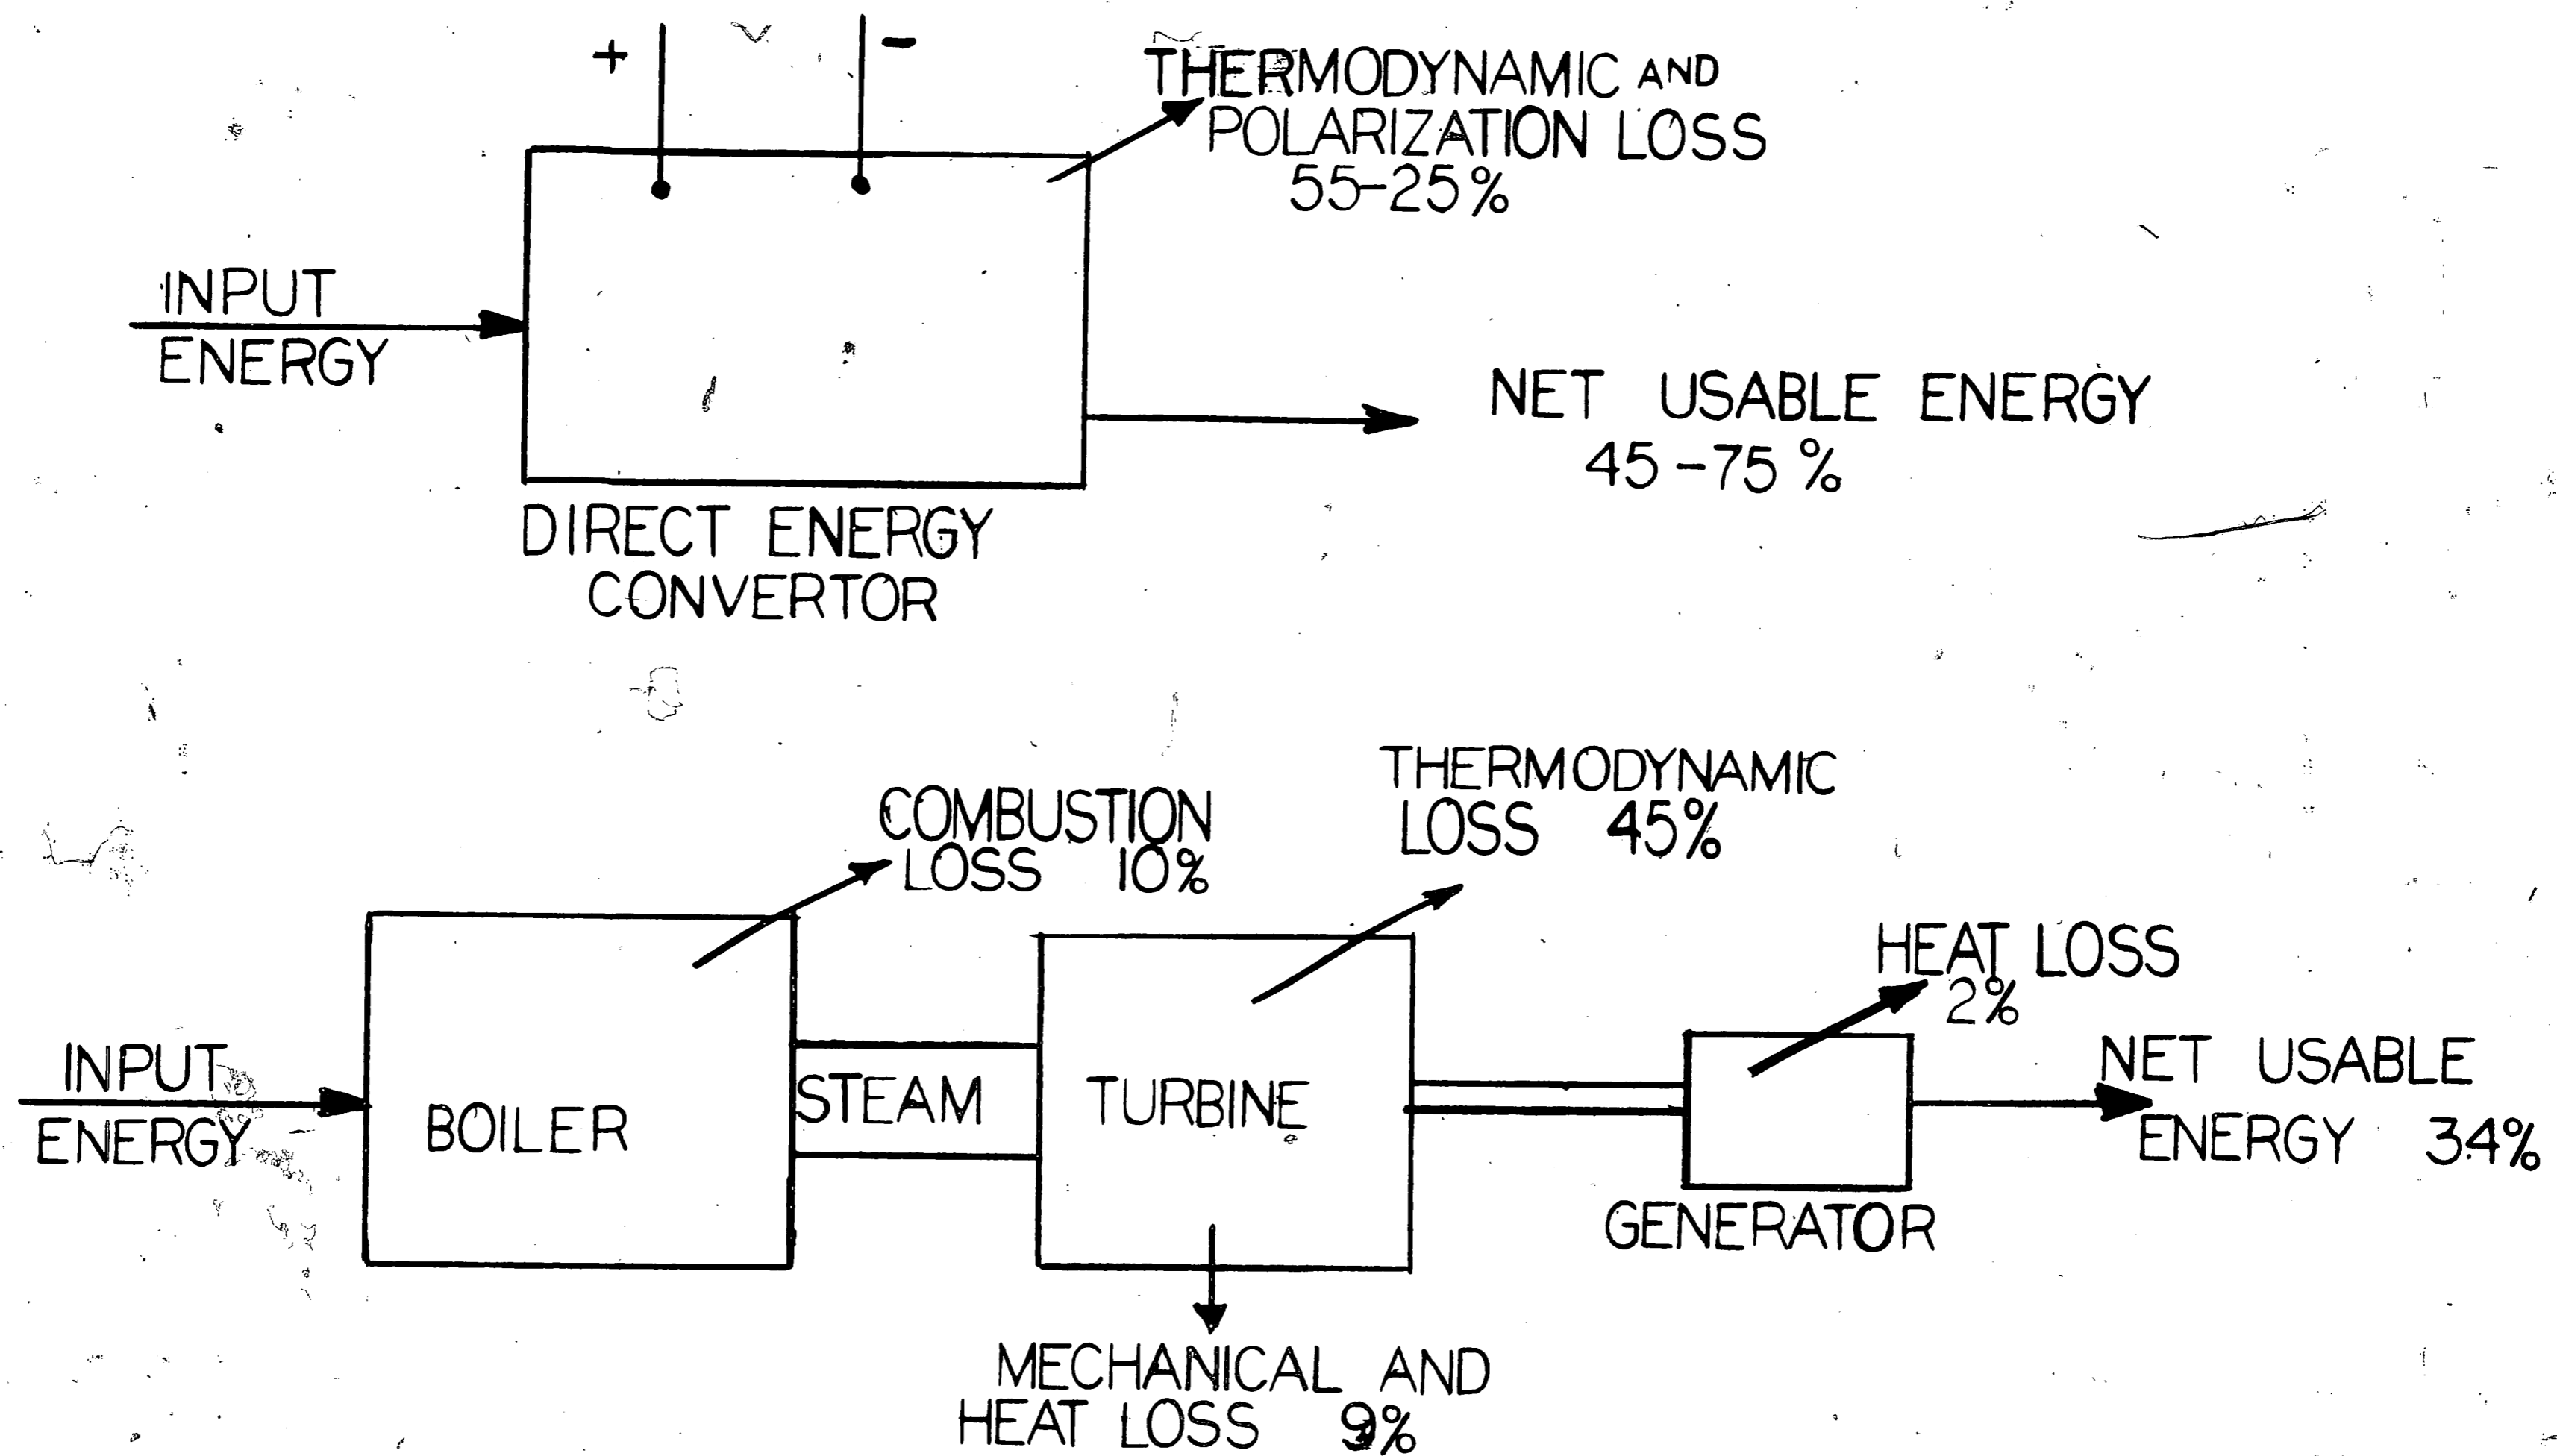 + -
THERMODYNAMIC AND
POLARIZATION LOSS
55-25%
INPUT
ENERGY
NET USABLE ENERGY
45-75%
DIRECT ENERGY
CONVERTOR
COMBUSTION
LOSS 10%
THERMODYNAMIC
LOSS 45%
HEAT LOSS
2%
INPUT
ENERGY
BOILER
STEAM
TURBINE
GENERATOR
NET USABLE
ENERGY 34%
MECHANICAL AND
HEAT LOSS 9%